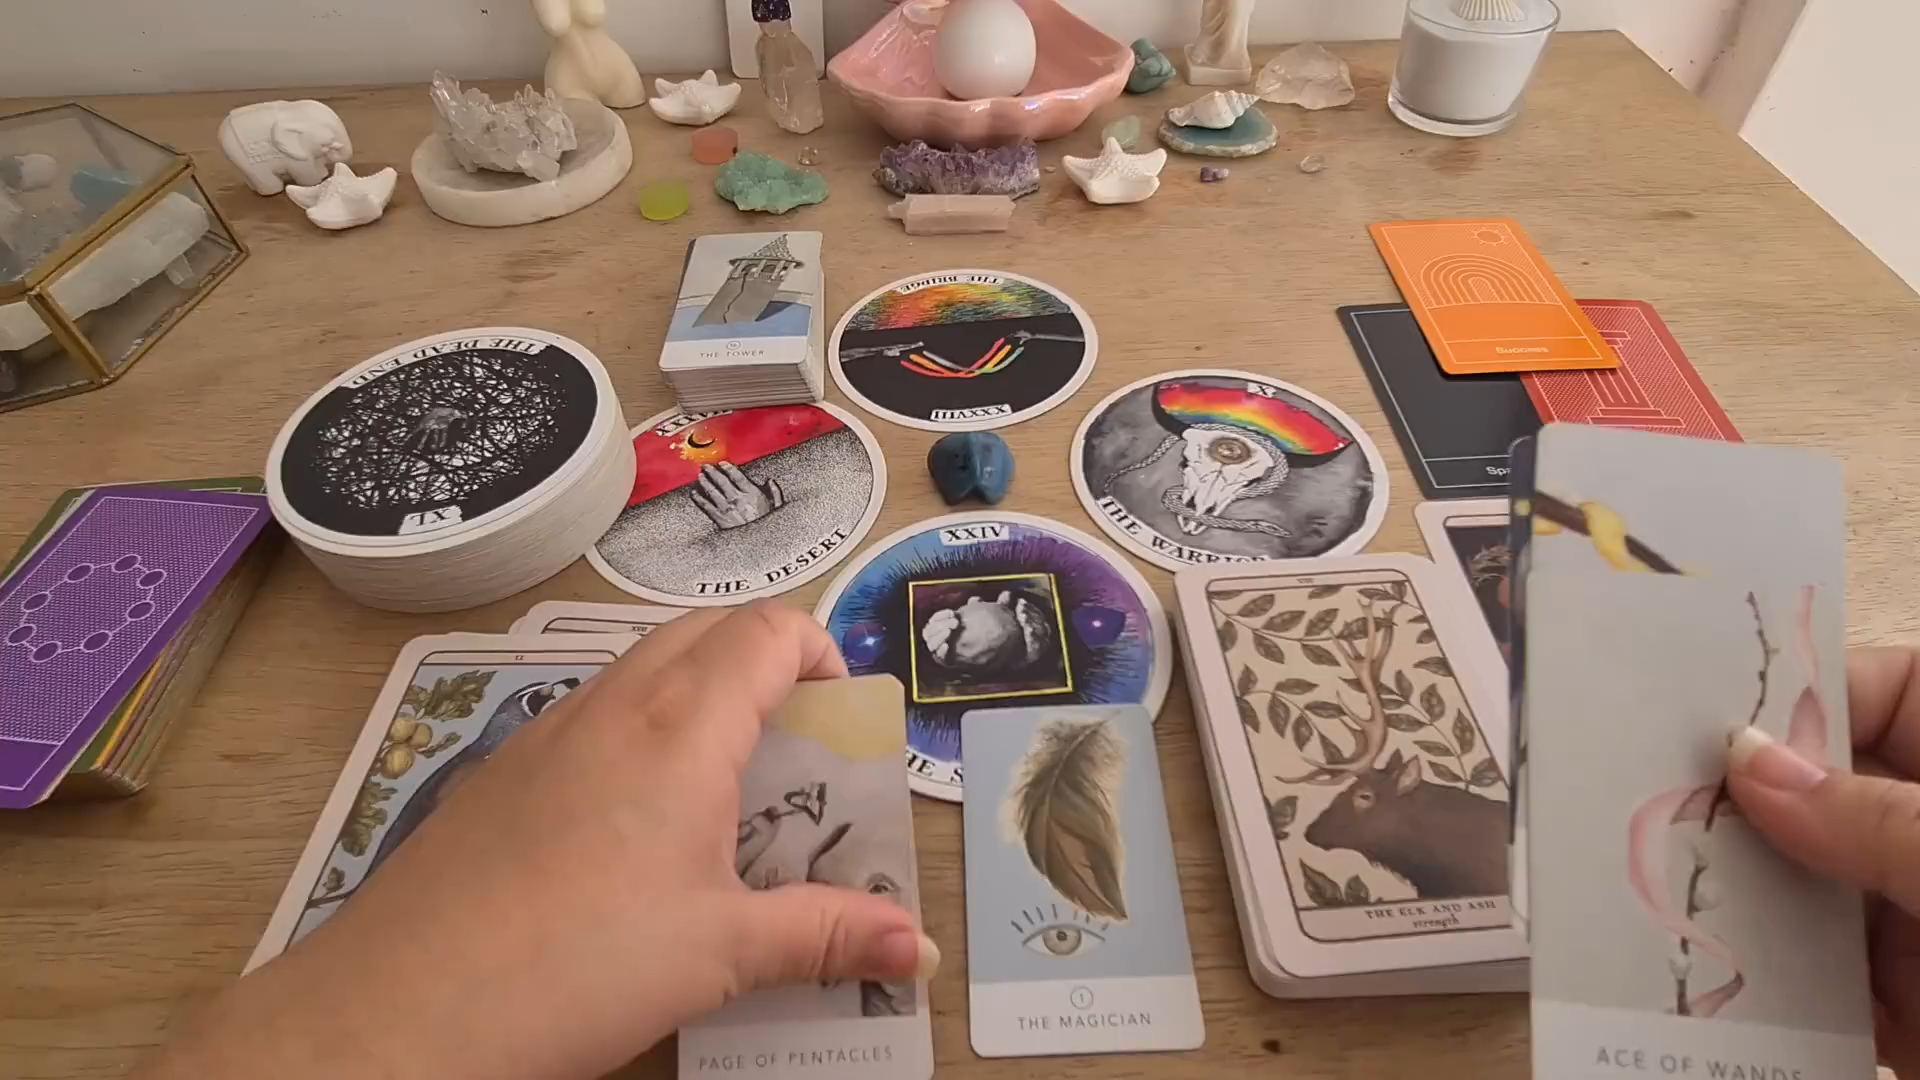 THE BRIDGE
XXXVIII
THE TOWER
THE DEAD END
XL
THE DESERT
X
THE WARRIOR
XXIV
Success
VIII
THE ELK AND ASH
strength
I
THE MAGICIAN
PAGE OF PENTACLES
ACE OF WANDS